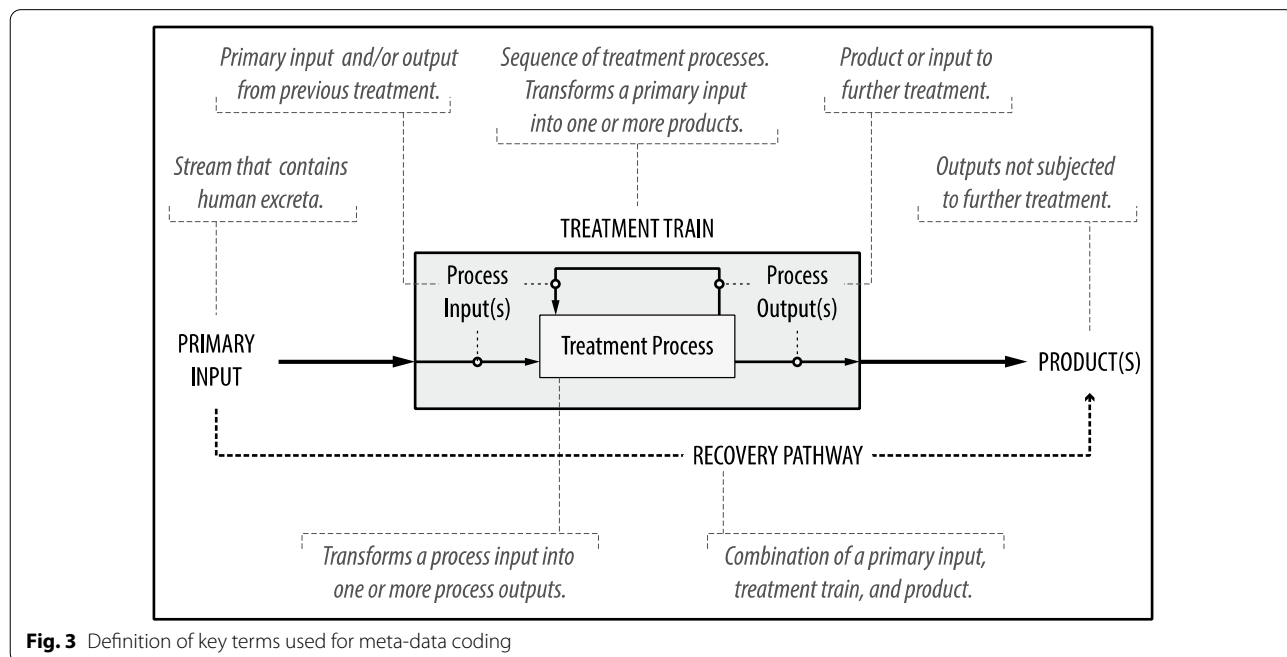 Primary input and/or output
from previous treatment.
Sequence of treatment processes.
Transforms a primary input
into one or more products.
Product or input to
further treatment.
Stream that contains
human excreta.
Outputs not subjected
to further treatment.
TREATMENT TRAIN
Process
Input(s)
Process
Output(s)
Treatment Process
PRIMARY
INPUT
PRODUCT(S)
RECOVERY PATHWAY
Transforms a process input into
one or more process outputs.
Combination of a primary input,
treatment train, and product.
Fig. 3 Definition of key terms used for meta-data coding